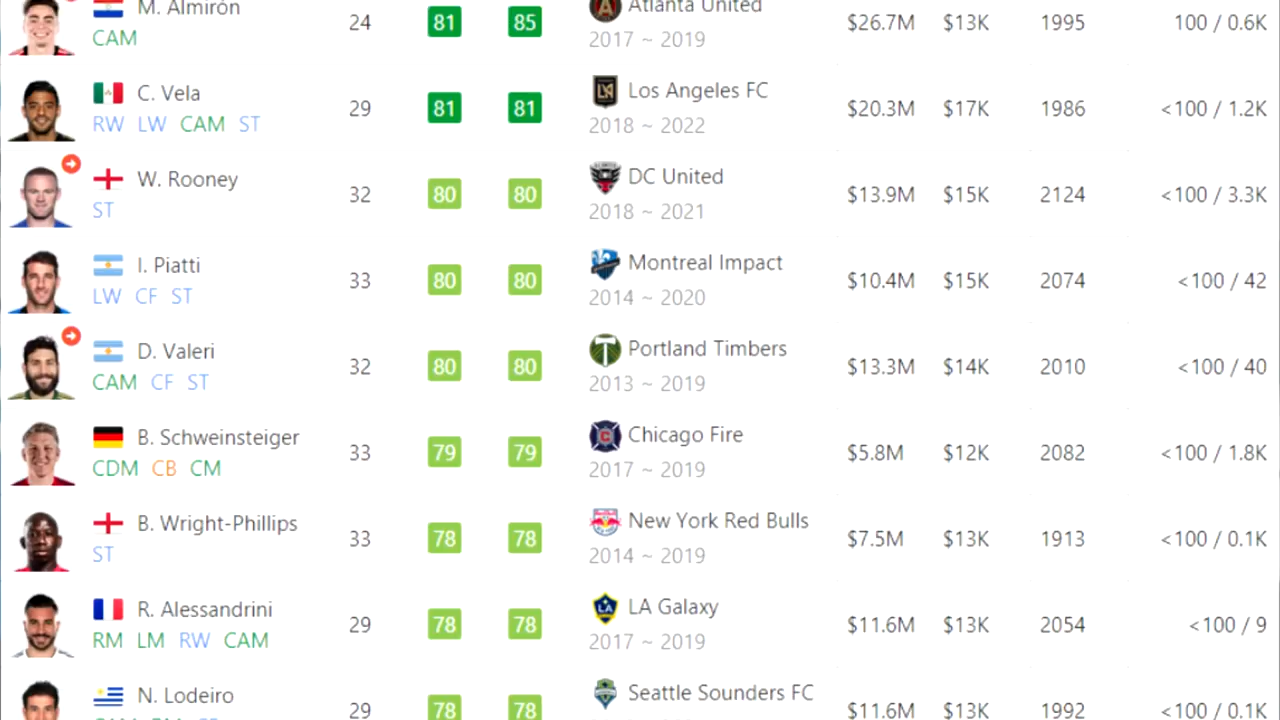 M. Almirón 24 81 85 Atlanta United $26.7M $13K 1995 100 / 0.6K
CAM 2017 ~ 2019
C. Vela 29 81 81 Los Angeles FC $20.3M $17K 1986 <100 / 1.2K
RW LW CAM ST 2018 ~ 2022
W. Rooney 32 80 80 DC United $13.9M $15K 2124 <100 / 3.3K
ST 2018 ~ 2021
I. Piatti 33 80 80 Montreal Impact $10.4M $15K 2074 <100 / 42
LW CF ST 2014 ~ 2020
D. Valeri 32 80 80 Portland Timbers $13.3M $14K 2010 <100 / 40
CAM CF ST 2013 ~ 2019
B. Schweinsteiger 33 79 79 Chicago Fire $5.8M $12K 2082 <100 / 1.8K
CDM CB CM 2017 ~ 2019
B. Wright-Phillips 33 78 78 New York Red Bulls $7.5M $13K 1913 <100 / 0.1K
ST 2014 ~ 2019
R. Alessandrini 29 78 78 LA Galaxy $11.6M $13K 2054 <100 / 9
RM LM RW CAM 2017 ~ 2019
N. Lodeiro 29 78 78 Seattle Sounders FC $11.6M $13K 1992 <100 / 0.1K